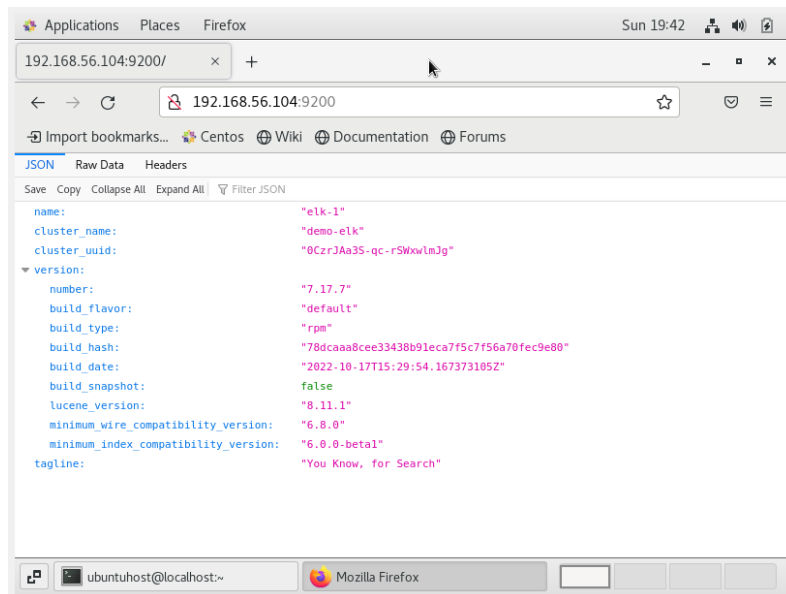 Applications Places Firefox Sun 19:42
192.168.56.104:9200/ × +
192.168.56.104:9200
Import bookmarks... Centos Wiki Documentation Forums
JSON Raw Data Headers
Save Copy Collapse All Expand All Filter JSON
name: "elk-1"
cluster_name: "demo-elk"
cluster_uuid: "0CzrJAa3S-qc-rSWxwlmJg"
version:
number: "7.17.7"
build_flavor: "default"
build_type: "rpm"
build_hash: "78dcaaa8cee33438b91eca7f5c7f56a70fec9e80"
build_date: "2022-10-17T15:29:54.167373105Z"
build_snapshot: false
lucene_version: "8.11.1"
minimum_wire_compatibility_version: "6.8.0"
minimum_index_compatibility_version: "6.0.0-beta1"
tagline: "You Know, for Search"
ubuntuhost@localhost:~ Mozilla Firefox